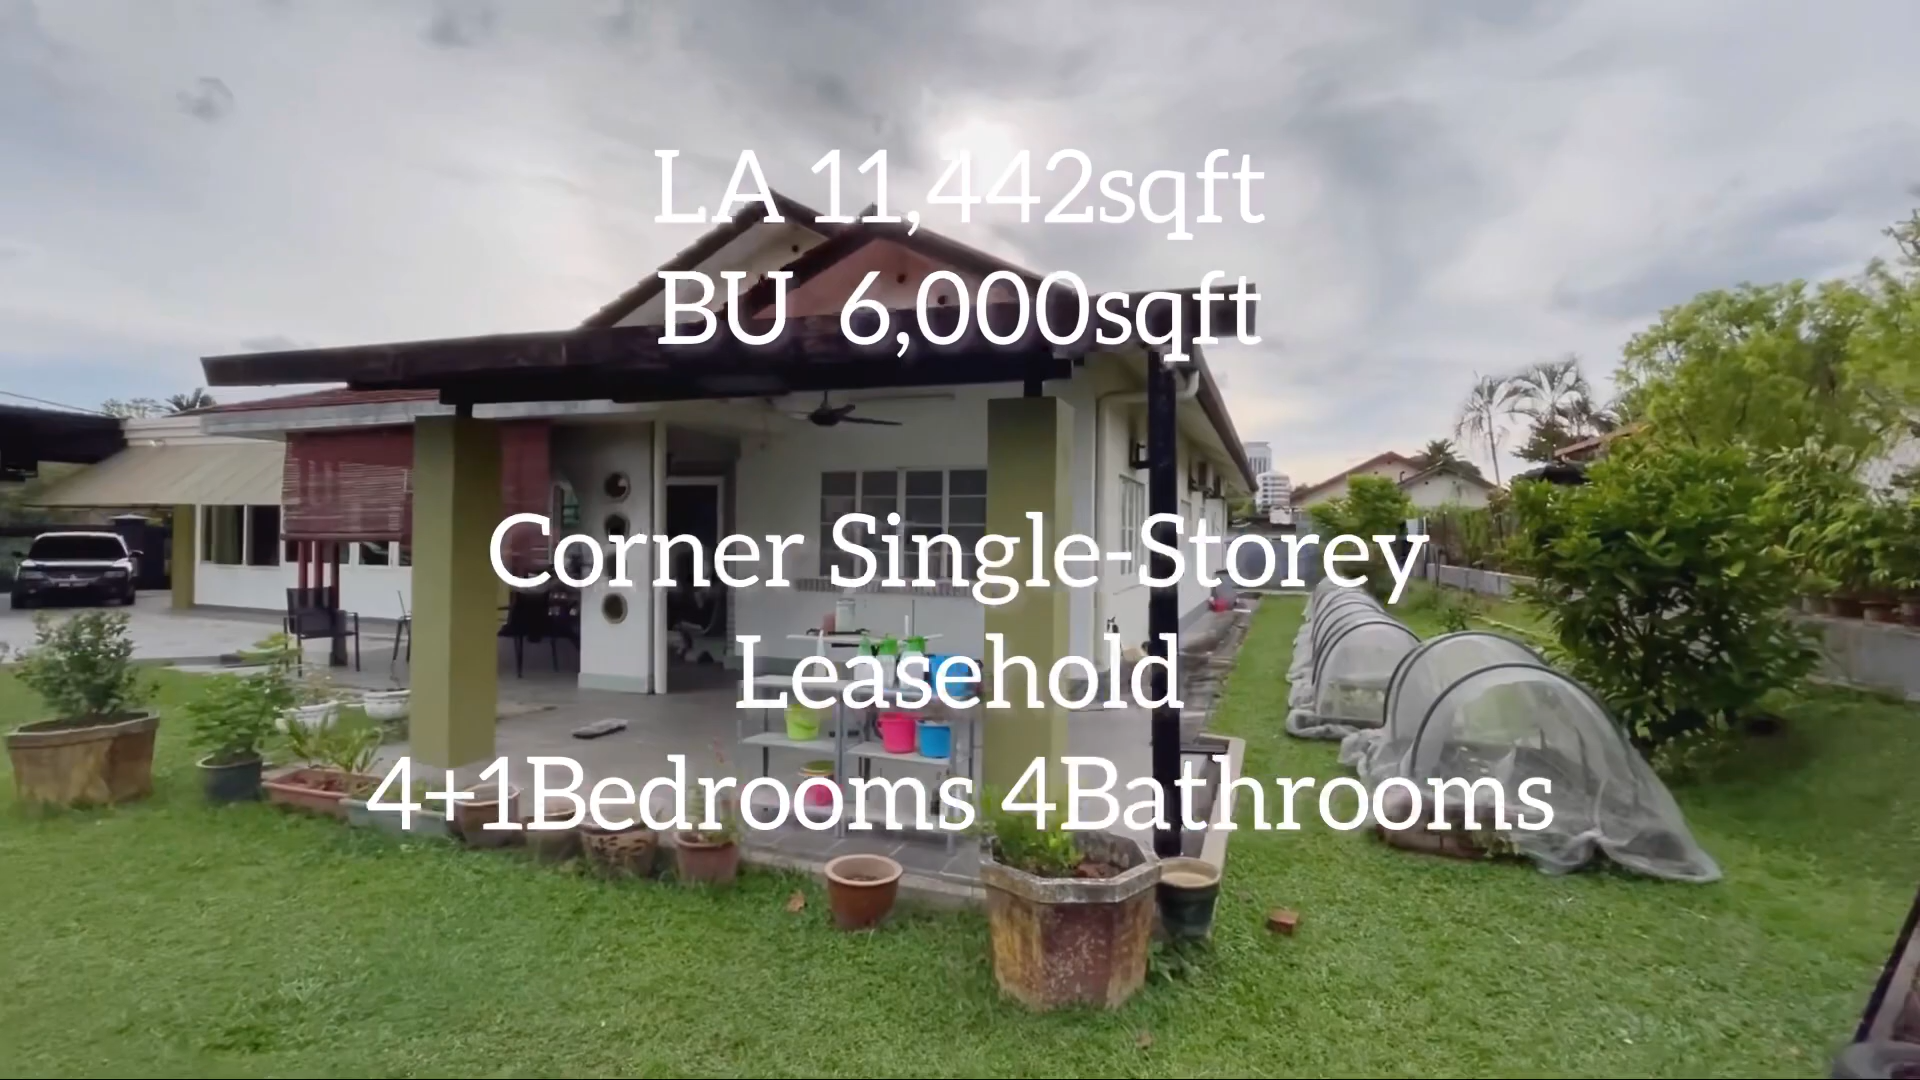 LA 11,442sqft
BU 6,000sqft
Corner Single-Storey
Leasehold
4+1Bedrooms 4Bathrooms